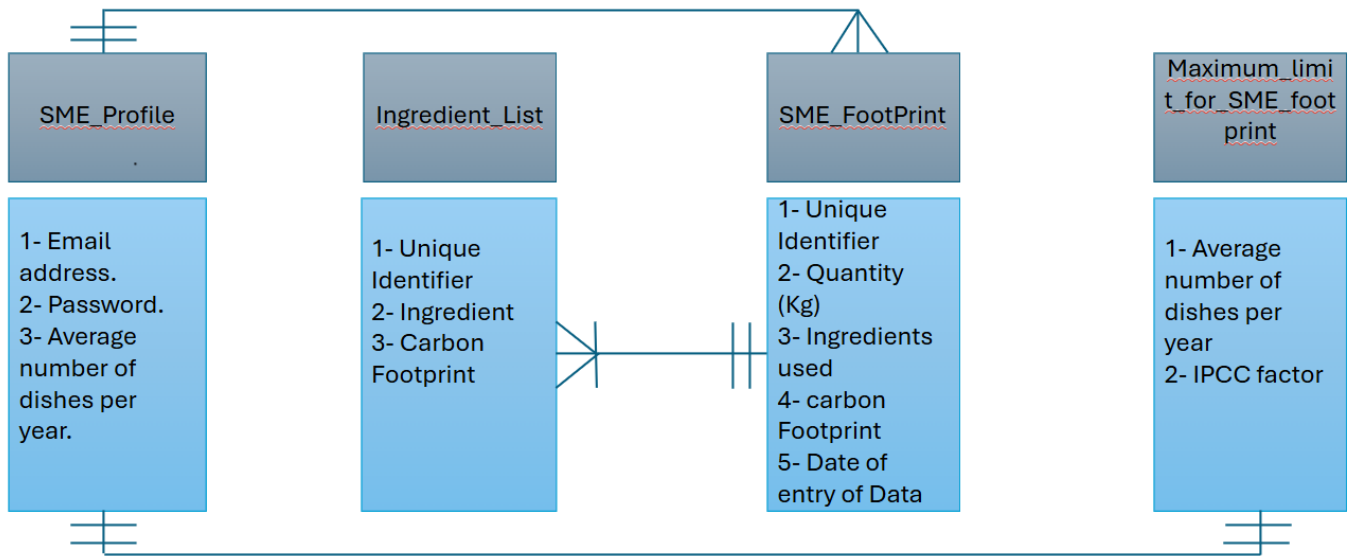 SME_Profile
.
Ingredient_List
SME_FootPrint
Maximum_limi
t_for_SME_foot
print
1- Email
address.
2- Password.
3- Average
number of
dishes per
year.
1- Unique
Identifier
2- Ingredient
3- Carbon
Footprint
1- Unique
Identifier
2- Quantity
(Kg)
3- Ingredients
used
4- carbon
Footprint
5- Date of
entry of Data
1- Average
number of
dishes per
year
2- IPCC factor